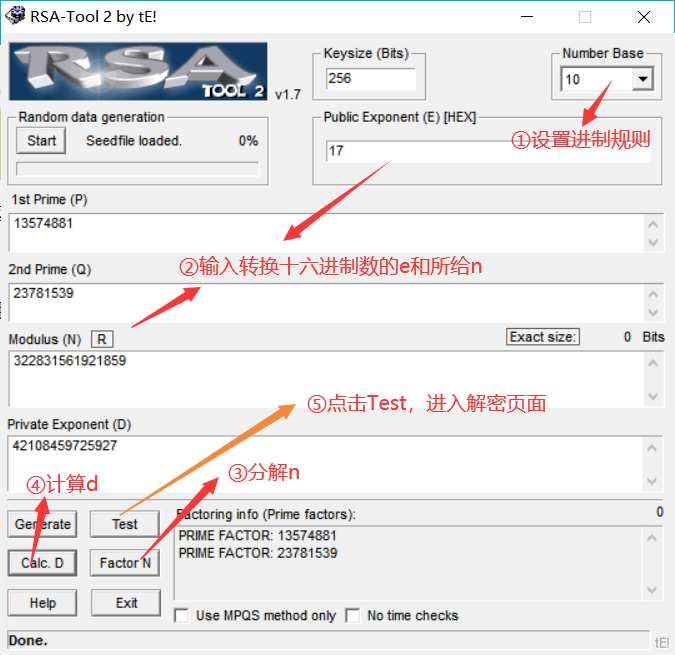 RSA-Tool 2 by tE!
RSA
TOOL 2
v1.7
Keysize (Bits)
256
Number Base
10
Random data generation
Start
Seedfile loaded.
0%
Public Exponent (E) [HEX]
17
①设置进制规则
1st Prime (P)
13574881
②输入转换十六进制数的e和所给n
2nd Prime (Q)
23781539
Modulus (N)
R
Exact size:
0 Bits
322831561921859
⑤点击Test，进入解密页面
Private Exponent (D)
42108459725927
④计算d
③分解n
Generate
Test
Factoring info (Prime factors):
0
PRIME FACTOR: 13574881
PRIME FACTOR: 23781539
Calc. D
Factor N
Help
Exit
Use MPQS method only
No time checks
Done.
tE!